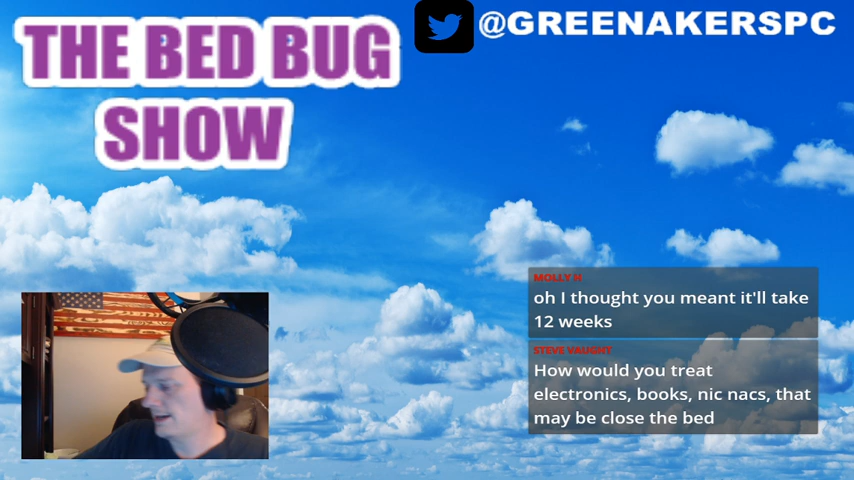 THE BED BUG
SHOW
@GREENAKERSPC
MOLLY H
oh I thought you meant it'll take
12 weeks
STEVE VAUGHT
How would you treat
electronics, books, nic nacs, that
may be close the bed